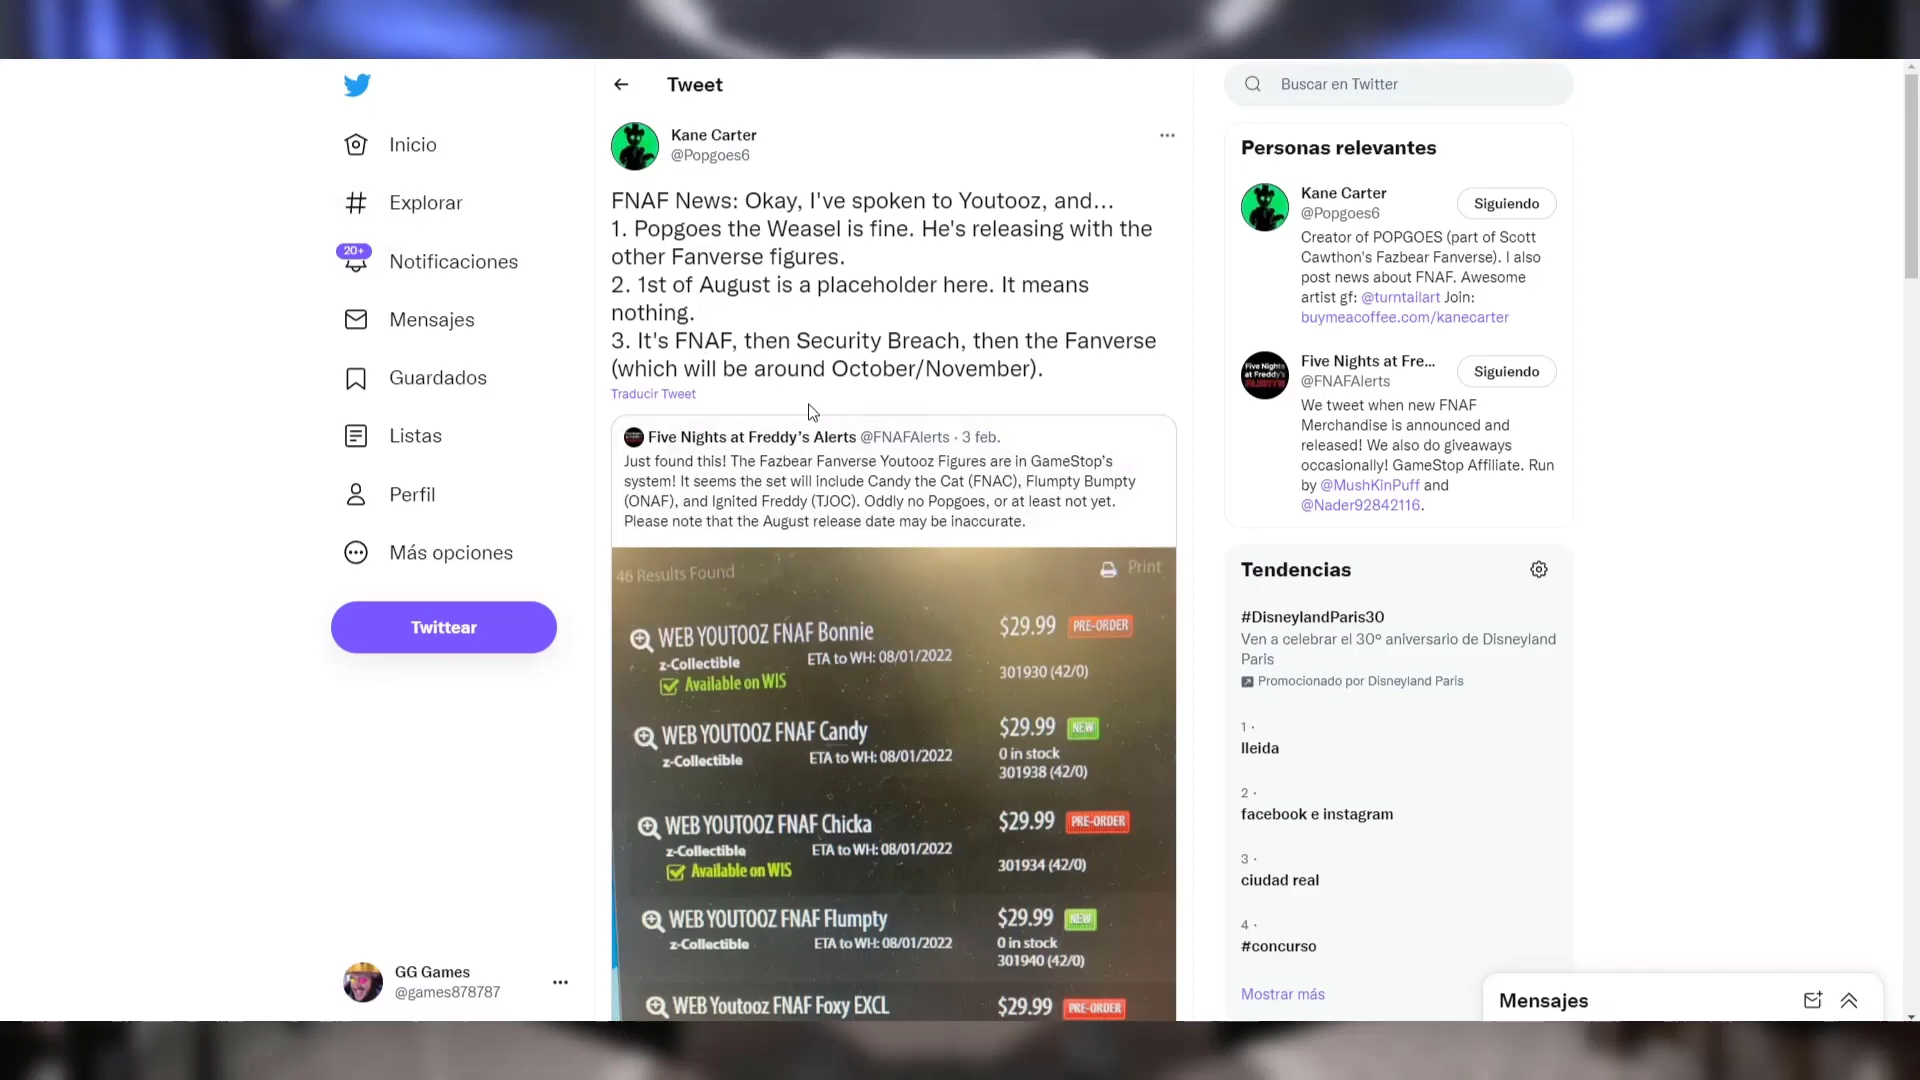 Inicio
Explorar
20+
Notificaciones
Mensajes
Guardados
Listas
Perfil
Más opciones
Twittear
GG Games
@games878787
Tweet
Kane Carter
@Popgoes6
FNAF News: Okay, I've spoken to Youtooz, and...
1. Popgoes the Weasel is fine. He's releasing with the
other Fanverse figures.
2. 1st of August is a placeholder here. It means
nothing.
3. It's FNAF, then Security Breach, then the Fanverse
(which will be around October/November).
Traducir Tweet
Five Nights at Freddy's Alerts @FNAFAlerts · 3 feb.
Just found this! The Fazbear Fanverse Youtooz Figures are in GameStop's
system! It seems the set will include Candy the Cat (FNAC), Flumpty Bumpty
(ONAF), and Ignited Freddy (TJOC). Oddly no Popgoes, or at least not yet.
Please note that the August release date may be inaccurate.
46 Results Found
Print
WEB YOUTOOZ FNAF Bonnie $29.99 PRE-ORDER
z-Collectible ETA to WH: 08/01/2022
Available on WIS 301930 (42/0)
WEB YOUTOOZ FNAF Candy $29.99 NEW
z-Collectible ETA to WH: 08/01/2022 0 in stock
301938 (42/0)
WEB YOUTOOZ FNAF Chicka $29.99 PRE-ORDER
z-Collectible ETA to WH: 08/01/2022
Available on WIS 301934 (42/0)
WEB YOUTOOZ FNAF Flumpty $29.99 NEW
z-Collectible ETA to WH: 08/01/2022 0 in stock
301940 (42/0)
WEB Youtooz FNAF Foxy EXCL $29.99 PRE-ORDER
Buscar en Twitter
Personas relevantes
Kane Carter
@Popgoes6
Siguiendo
Creator of POPGOES (part of Scott
Cawthon's Fazbear Fanverse). I also
post news about FNAF. Awesome
artist gf: @turntailart Join:
buymeacoffee.com/kanecarter
Five Nights at Freddy's ALERTS
Five Nights at Fre...
@FNAFAlerts
Siguiendo
We tweet when new FNAF
Merchandise is announced and
released! We also do giveaways
occasionally! GameStop Affiliate. Run
by @MushKinPuff and
@Nader92842116.
Tendencias
#DisneylandParis30
Ven a celebrar el 30º aniversario de Disneyland
Paris
Promocionado por Disneyland Paris
1 ·
lleida
2 ·
facebook e instagram
3 ·
ciudad real
4 ·
#concurso
Mostrar más
Mensajes